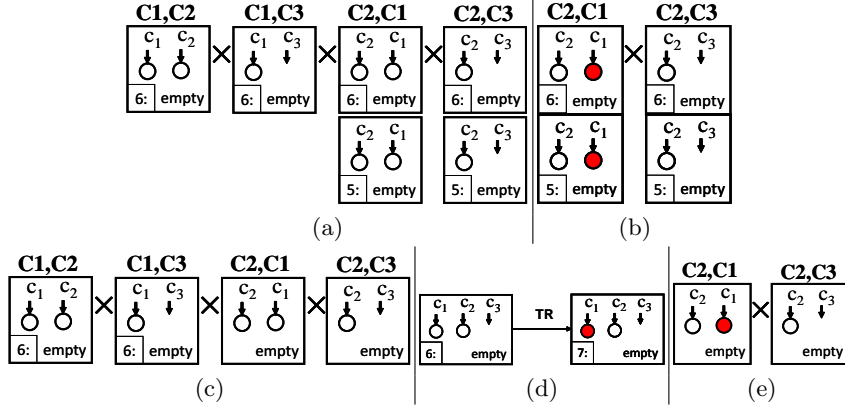 C1,C2 C1,C3 C2,C1 C2,C3 C2,C1 C2,C3
c1 c2 × c1 c3 × c2 c1 × c2 c3 c2 c1 × c2 c3
6: empty 6: empty 6: empty 6: empty 6: empty 6: empty
c2 c1 c2 c3 c2 c1 c2 c3
5: empty 5: empty 5: empty 5: empty
(a) (b)
C1,C2 C1,C3 C2,C1 C2,C3 C2,C1 C2,C3
c1 c2 × c1 c3 × c2 c1 × c2 c3 c1 c2 c3 TR c1 c2 c3 c2 c1 × c2 c3
6: empty 6: empty empty empty 6: empty 7: empty empty empty
(c) (d) (e)